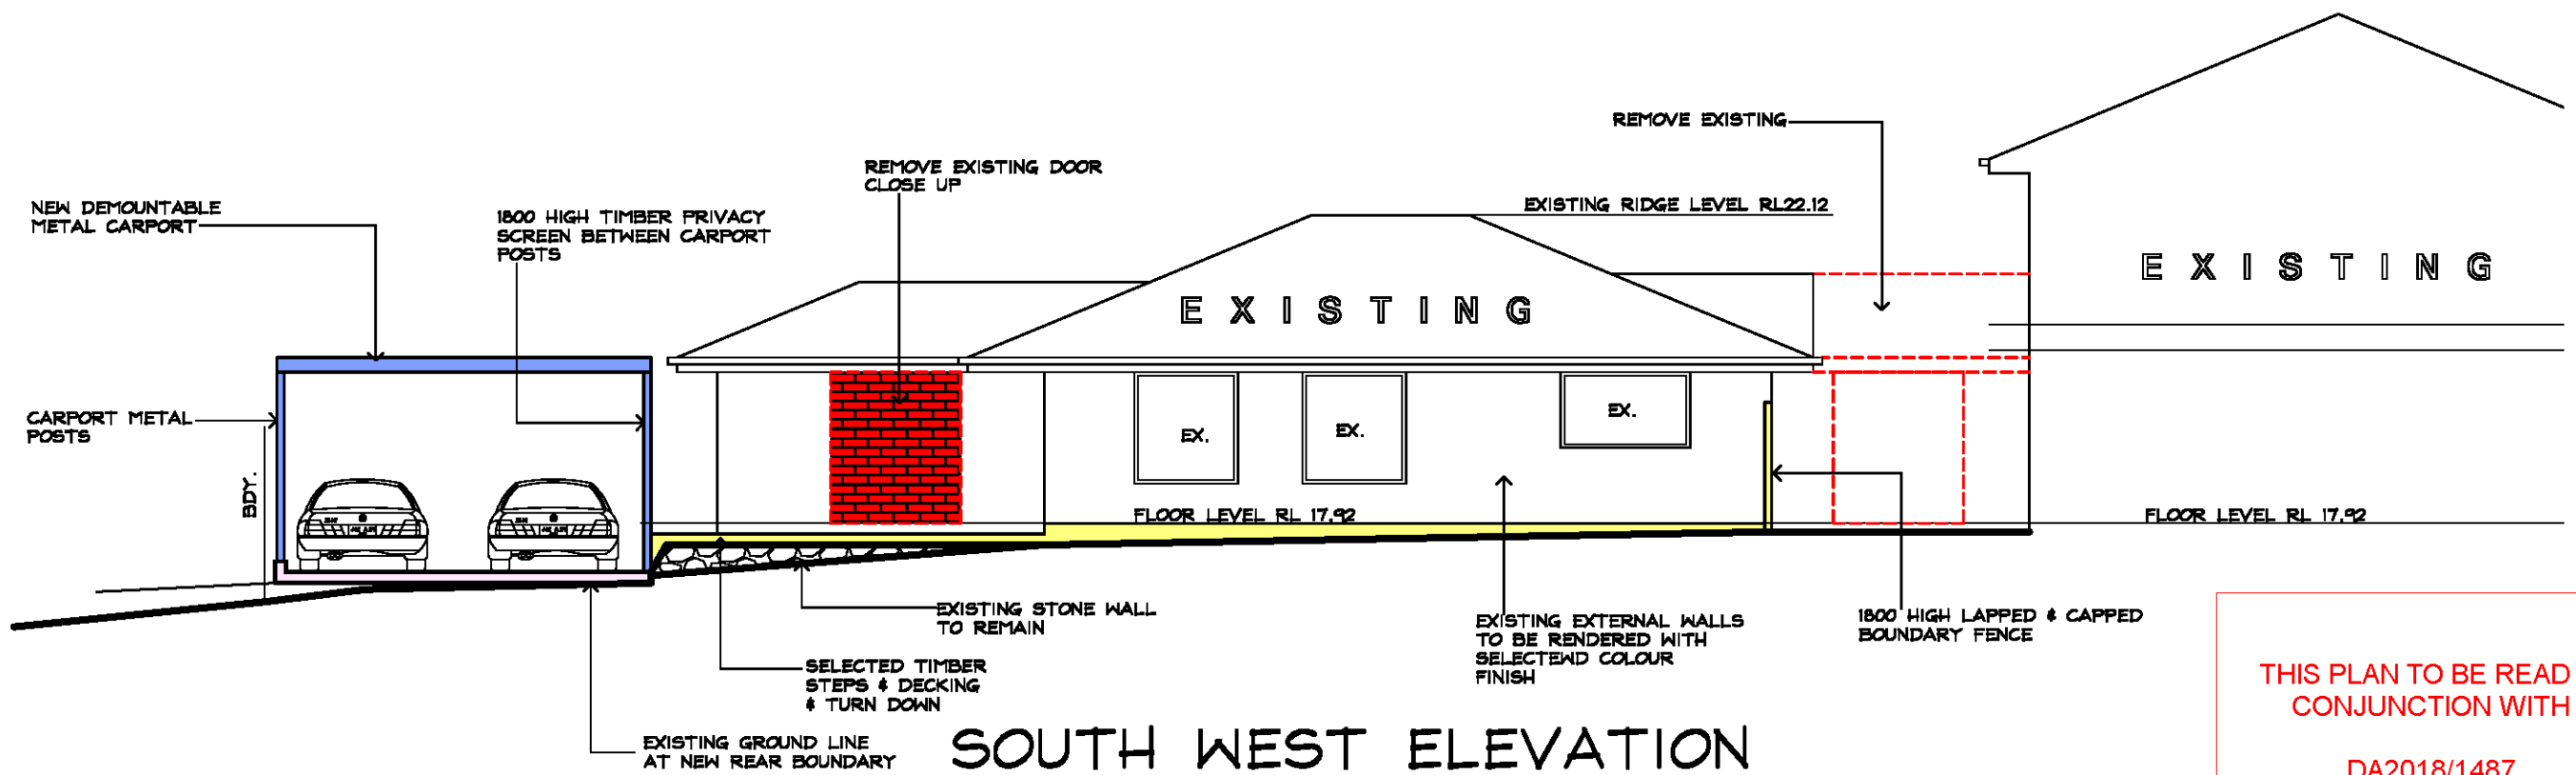 REMOVE EXISTING
REMOVE EXISTING DOOR
CLOSE UP
NEW DEMOUNTABLE
METAL CARPORT
1800 HIGH TIMBER PRIVACY
SCREEN BETWEEN CARPORT
POSTS
EXISTING RIDGE LEVEL RL22.12
EXISTING
EXISTING
CARPORT METAL
POSTS
BDY.
EX.
EX.
EX.
FLOOR LEVEL RL 17.92
FLOOR LEVEL RL 17.92
EXISTING STONE WALL
TO REMAIN
SELECTED TIMBER
STEPS & DECKING
& TURN DOWN
EXISTING GROUND LINE
AT NEW REAR BOUNDARY
EXISTING EXTERNAL WALLS
TO BE RENDERED WITH
SELECTEWD COLOUR
FINISH
1800 HIGH LAPPED & CAPPED
BOUNDARY FENCE
SOUTH WEST ELEVATION
THIS PLAN TO BE READ
CONJUNCTION WITH
DA2018/1487